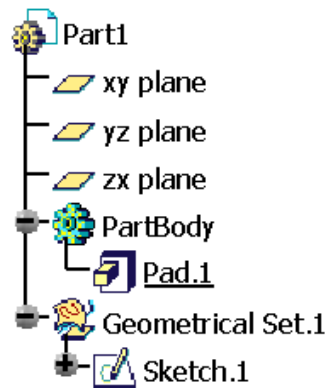 Part1
xy plane
yz plane
zx plane
PartBody
Pad.1
Geometrical Set.1
Sketch.1